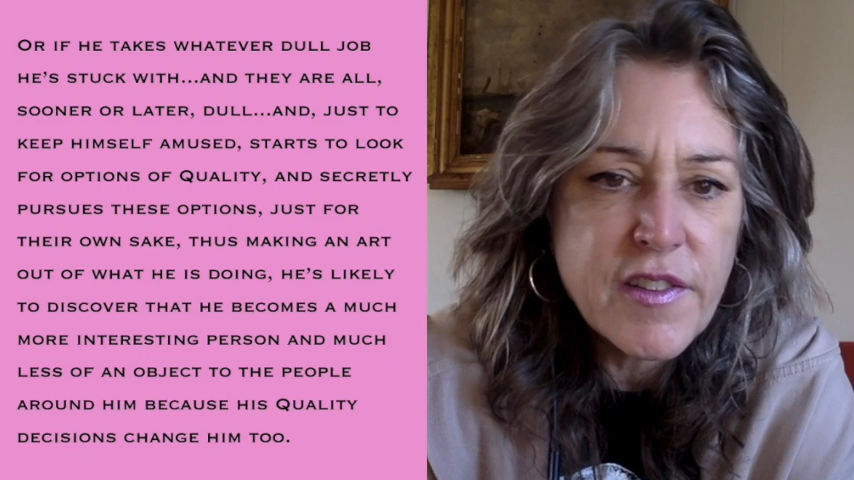 Or if he takes whatever dull job
he's stuck with...and they are all,
sooner or later, dull...and, just to
keep himself amused, starts to look
for options of Quality, and secretly
pursues these options, just for
their own sake, thus making an art
out of what he is doing, he's likely
to discover that he becomes a much
more interesting person and much
less of an object to the people
around him because his Quality
decisions change him too.